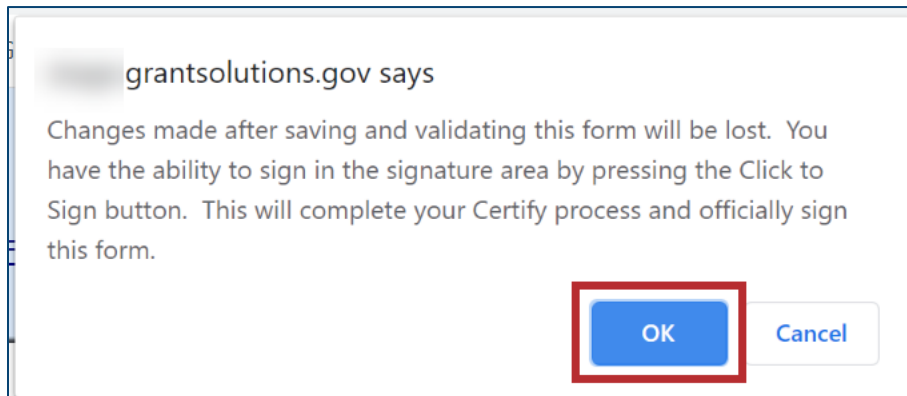 grantsolutions.gov says
Changes made after saving and validating this form will be lost.  You
have the ability to sign in the signature area by pressing the Click to
Sign button.  This will complete your Certify process and officially sign
this form.
OK
Cancel